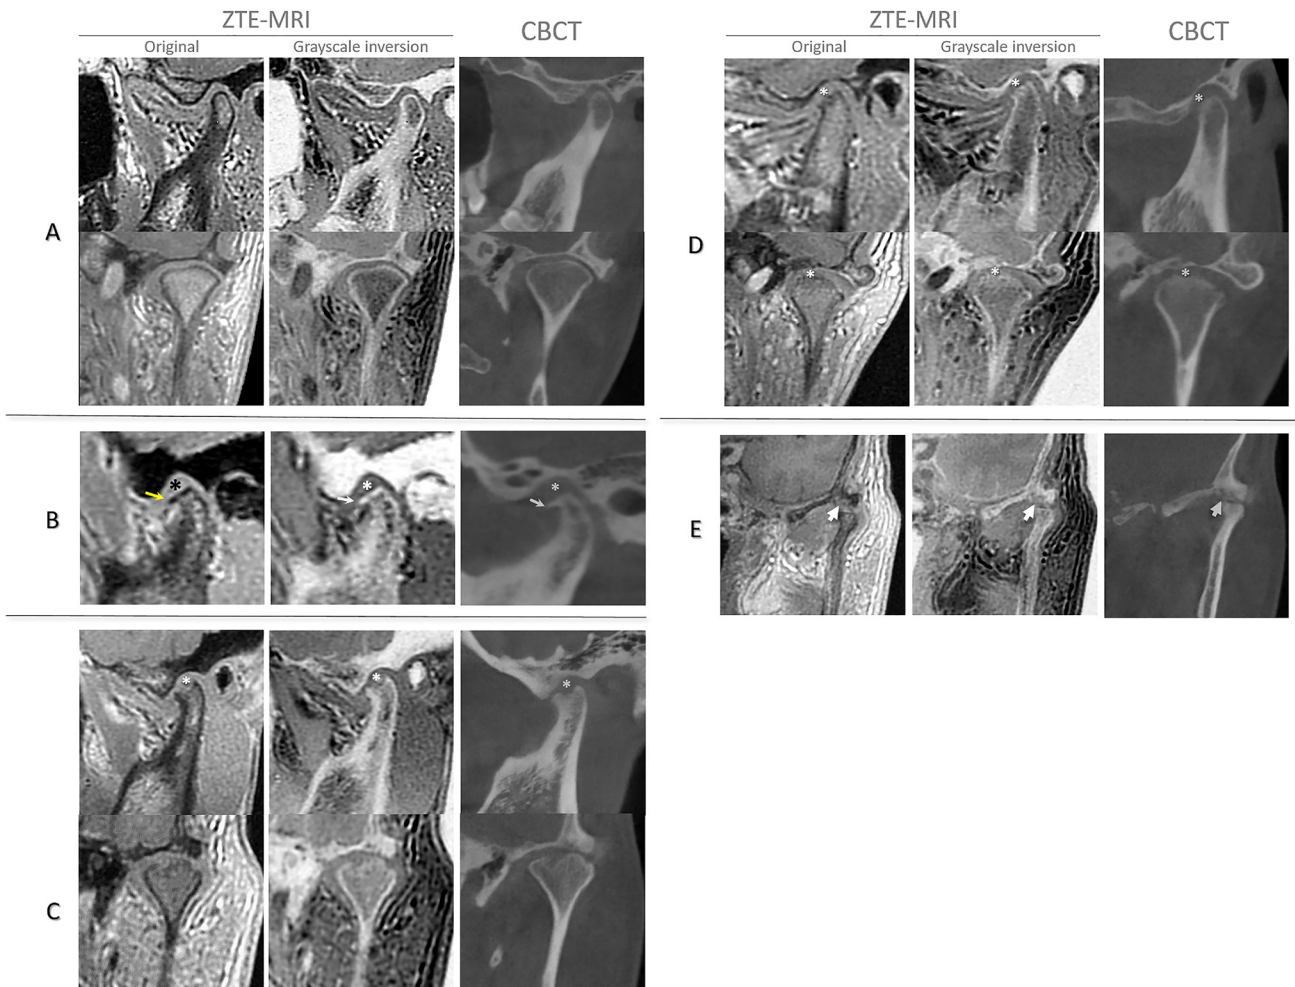 ZTE-MRI
Original
Grayscale inversion
CBCT
A
*
*
*
B
*
*
*
C
ZTE-MRI
Original
Grayscale inversion
CBCT
*
*
*
D
*
*
*
E